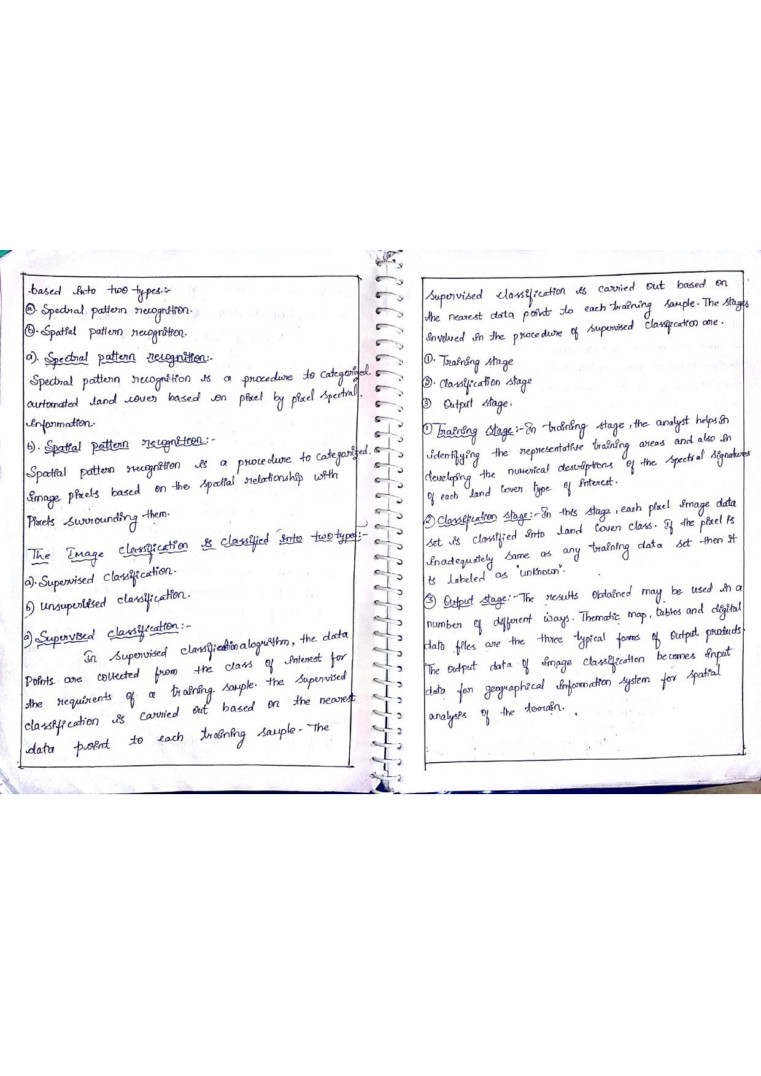 based into two types:-
ⓐ. Spectral pattern recognition.
ⓑ. Spatial pattern recognition.
a). Spectral pattern recognition:-
Spectral pattern recognition is a procedure to Categorized
automated land cover based on pixel by pixel spectral
information.
b). Spatial pattern recognition:-
Spatial pattern recognition is a procedure to categorized.
image pixels based on the spatial relationship with
Pixels surrounding them.
The Image classification is classified into two types:-
a). Supervised classification.
b) Unsupervised classification.
a) Supervised classification:-
In supervised classification alogrithm, the data
Points are collected from the class of interest for
the requirents of a training saple. the supervised
classification is carried out based on the nearest
data point to each training saple. The
supervised classification is carried out based on
the nearest data point to each training saple. The stages
involved in the procedure of supervised classification are.
①. Training stage
②. classification stage
③ Output stage.
① Training stage:- In training stage, the analyst helps in
identifying the representative training areas and also in
developing the numerical descriptions of the spectral signatures
of each land cover type of interest.
② Classification stage:- In this stage, each pixel image data
set is classified into land cover class. If the pixel is
inadequately same as any training data set then it
is labeled as "unknown".
③ Output stage:- The results obtained may be used in a
number of different ways. Thematic map, tables and digital
data files are the three typical forms of output products.
The output data of image classification becomes input
data for geographical information system for spatial
analysis of the terrain.